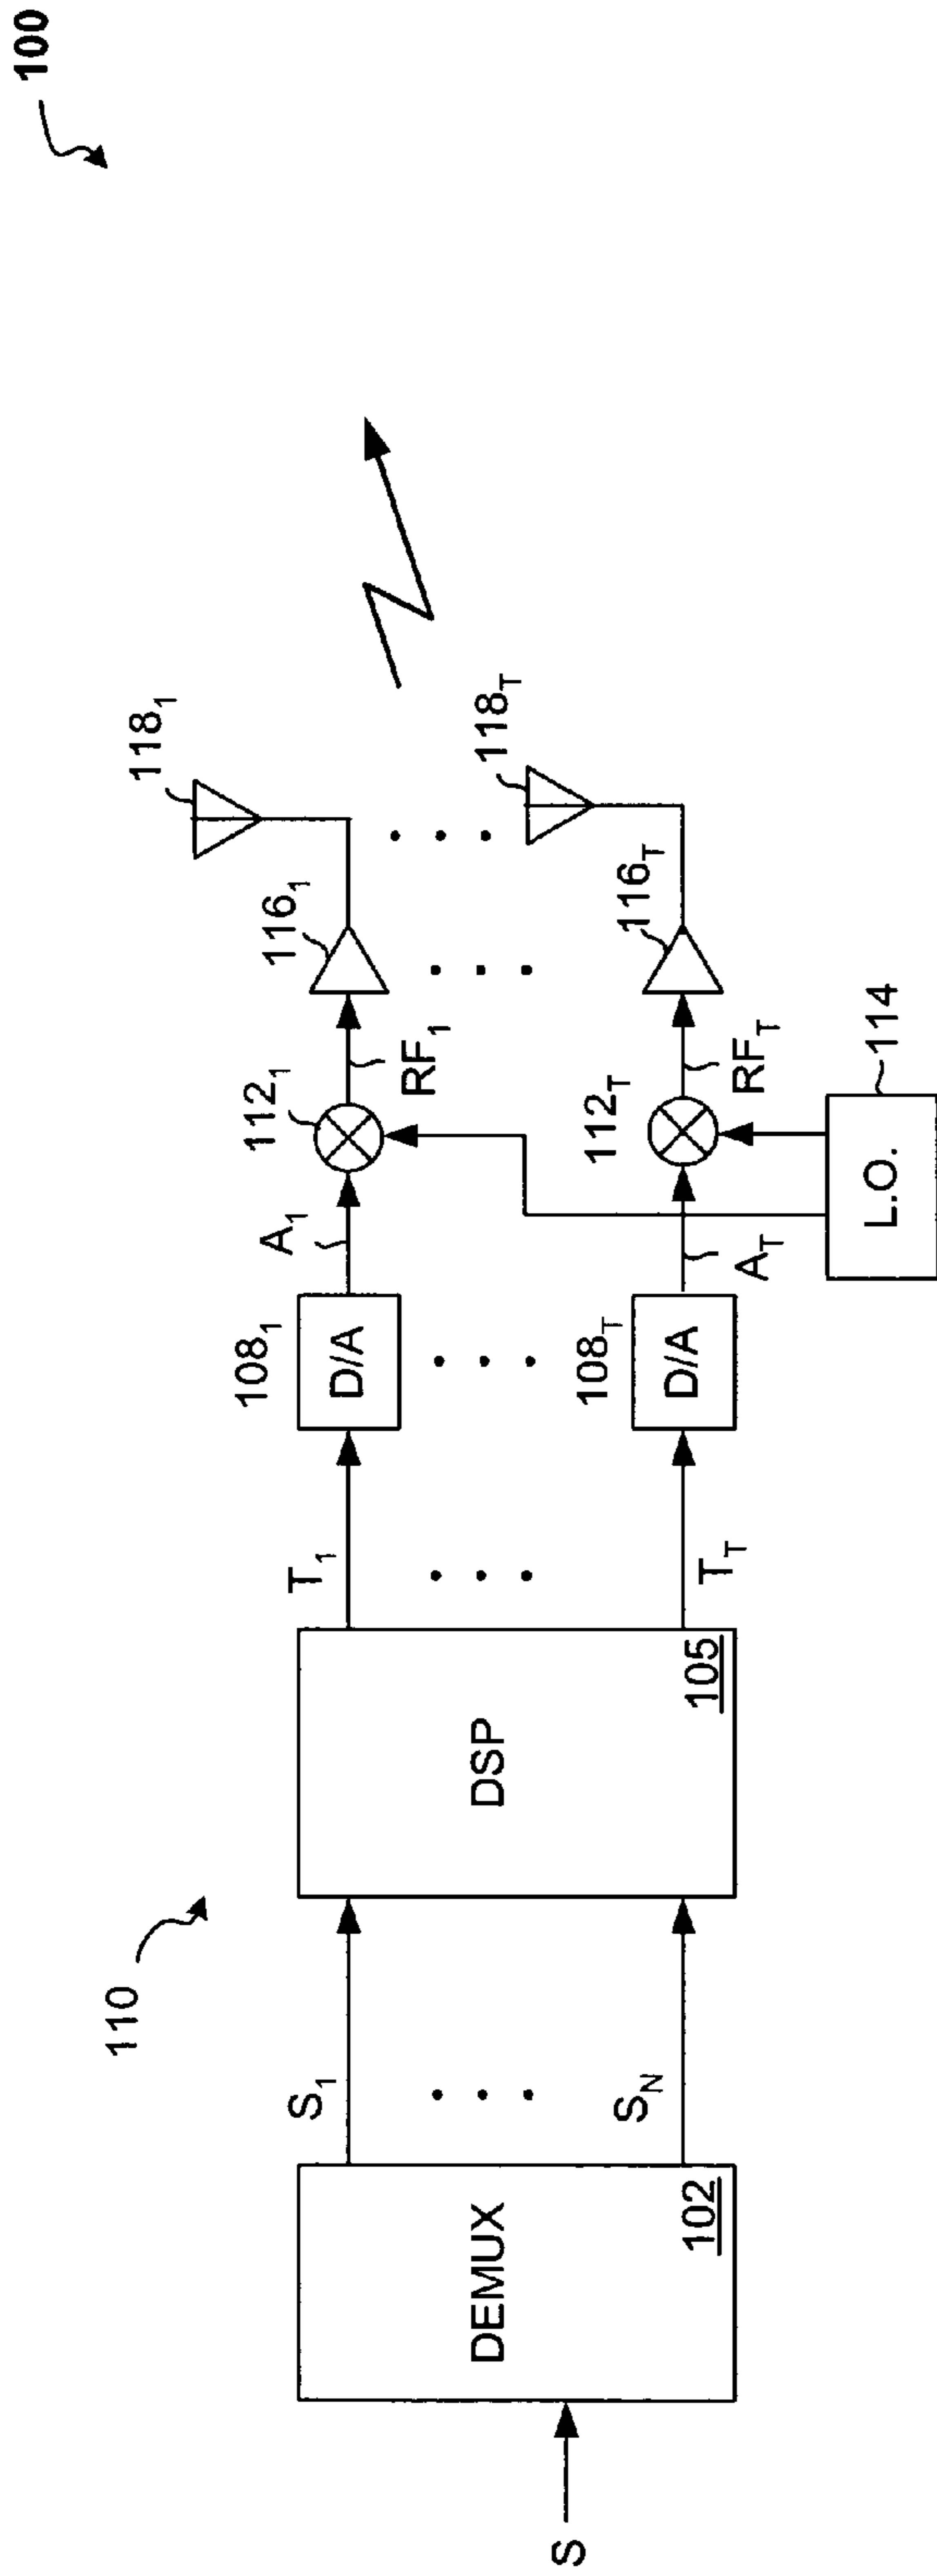 100
110
S
DEMUX
102
S₁
S_N
DSP
105
T₁
T_T
108₁
D/A
108_T
D/A
A₁
A_T
112₁
112_T
L.O.
114
RF₁
RF_T
116₁
116_T
118₁
118_T